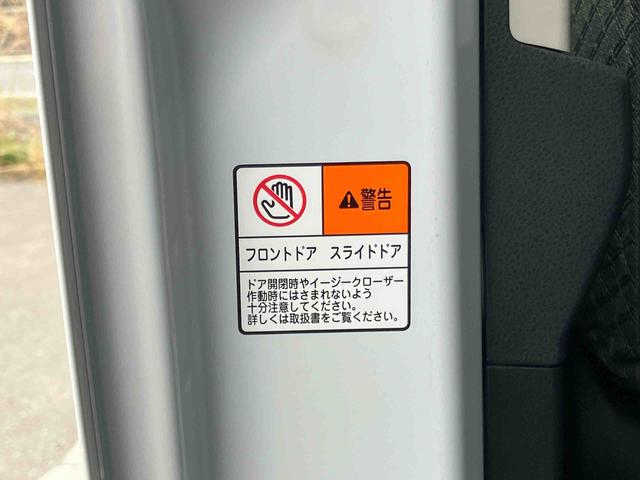 警告
フロントドア スライドドア
ドア開閉時やイージークローザー
作動時にはさまれないよう
十分注意してください。
詳しくは取扱書をご覧ください。